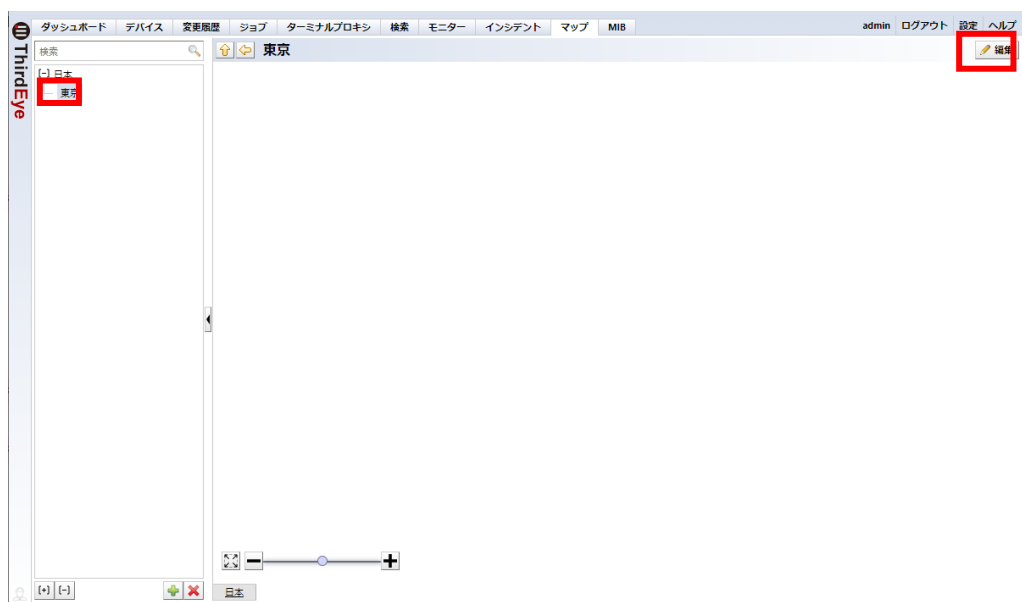 ダッシュボード デバイス 変更履歴 ジョブ ターミナルプロキシ 検索 モニター インシデント マップ MIB admin ログアウト 設定 ヘルプ
ThirdEye
検索
東京
編集
[-] 日本
東京
[+] [-]
日本